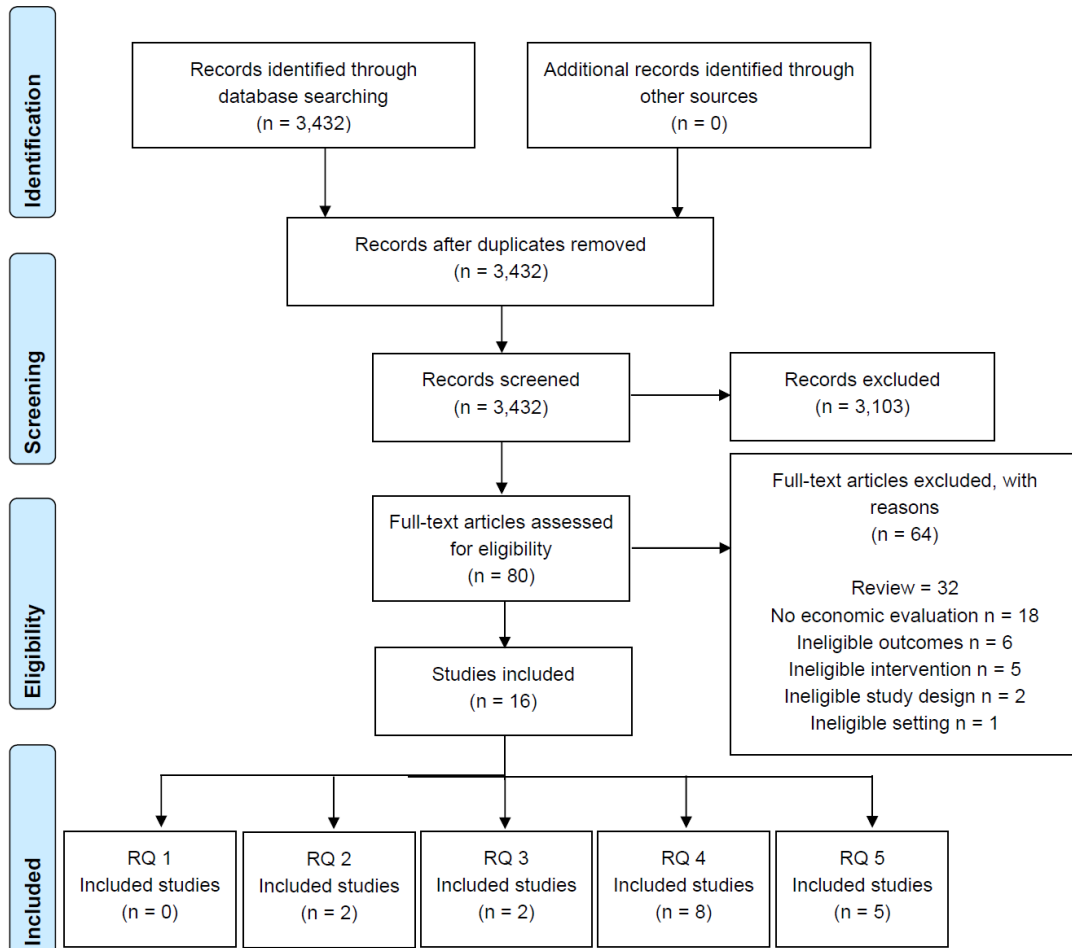 Identification
Records identified through
database searching
(n = 3,432)
Additional records identified through
other sources
(n = 0)
Records after duplicates removed
(n = 3,432)
Screening
Records screened
(n = 3,432)
Records excluded
(n = 3,103)
Eligibility
Full-text articles assessed
for eligibility
(n = 80)
Full-text articles excluded, with
reasons
(n = 64)
Review = 32
No economic evaluation n = 18
Ineligible outcomes n = 6
Ineligible intervention n = 5
Ineligible study design n = 2
Ineligible setting n = 1
Studies included
(n = 16)
Included
RQ 1
Included studies
(n = 0)
RQ 2
Included studies
(n = 2)
RQ 3
Included studies
(n = 2)
RQ 4
Included studies
(n = 8)
RQ 5
Included studies
(n = 5)